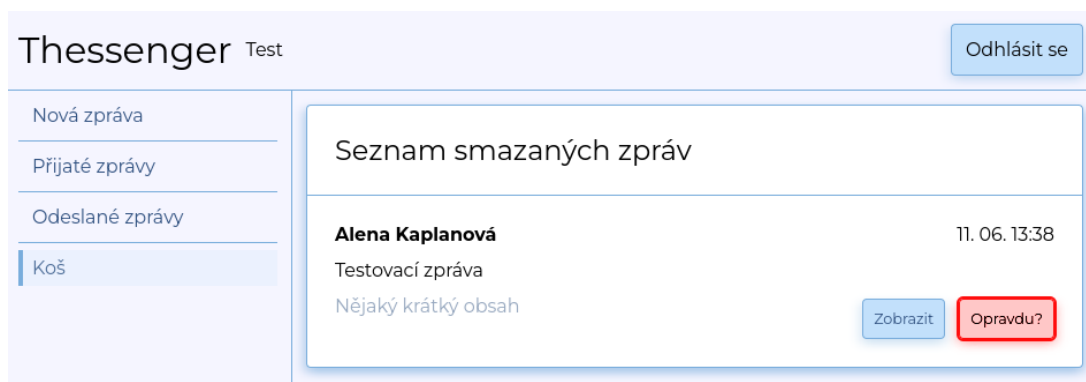 Thessenger Test
Odhlásit se
Nová zpráva
Přijaté zprávy
Odeslané zprávy
Koš
Seznam smazaných zpráv
Alena Kaplanová
11. 06. 13:38
Testovací zpráva
Nějaký krátký obsah
Zobrazit
Opravdu?